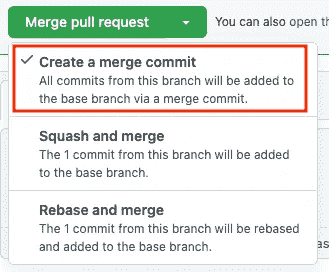 Merge pull request
You can also open th
Create a merge commit
All commits from this branch will be added to
the base branch via a merge commit.
Squash and merge
The 1 commit from this branch will be added
to the base branch.
Rebase and merge
The 1 commit from this branch will be rebased
and added to the base branch.
as